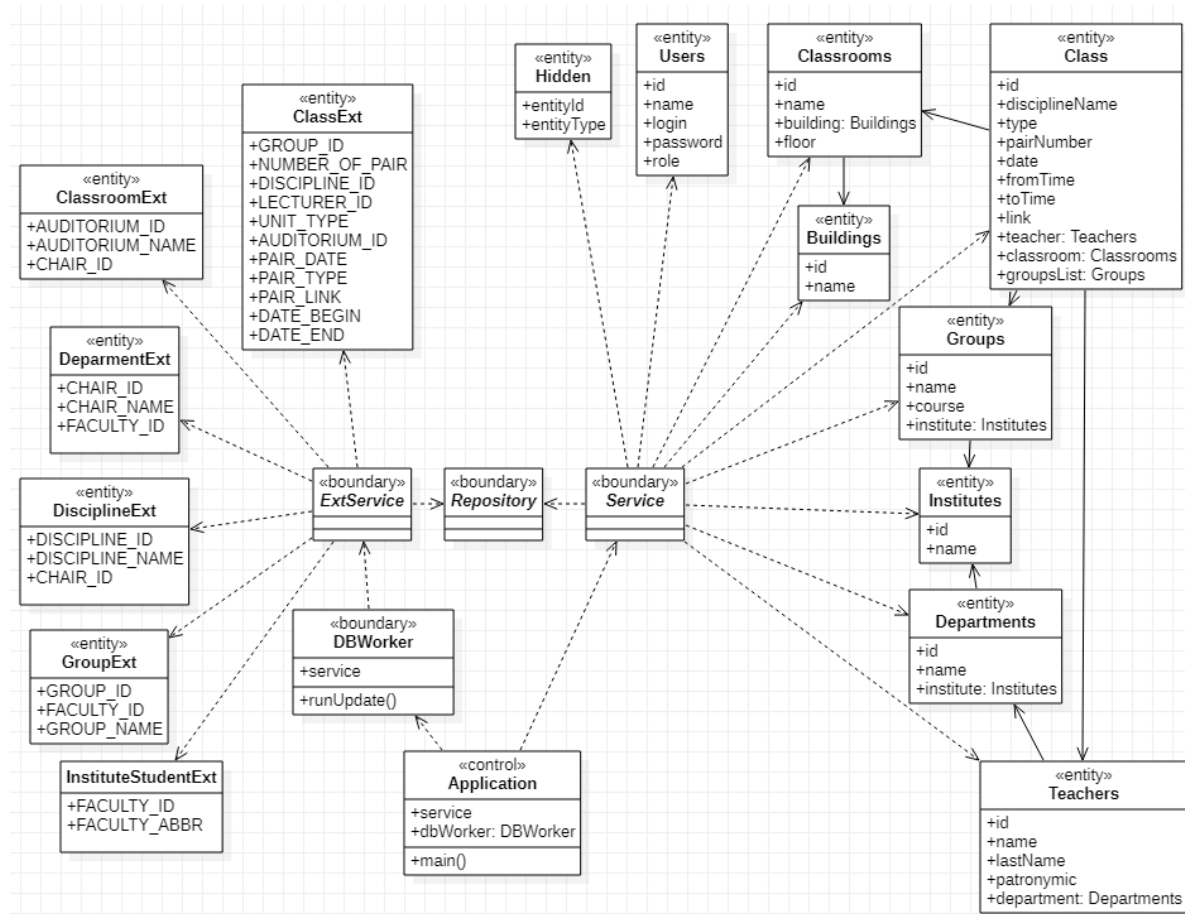 «entity»
Hidden
+entityId
+entityType
«entity»
Users
+id
+name
+login
+password
+role
«entity»
Classrooms
+id
+name
+building: Buildings
+floor
«entity»
Class
+id
+disciplineName
+type
+pairNumber
+date
+fromTime
+toTime
+link
+teacher: Teachers
+classroom: Classrooms
+groupsList: Groups
«entity»
ClassExt
+GROUP_ID
+NUMBER_OF_PAIR
+DISCIPLINE_ID
+LECTURER_ID
+UNIT_TYPE
+AUDITORIUM_ID
+PAIR_DATE
+PAIR_TYPE
+PAIR_LINK
+DATE_BEGIN
+DATE_END
«entity»
ClassroomExt
+AUDITORIUM_ID
+AUDITORIUM_NAME
+CHAIR_ID
«entity»
Buildings
+id
+name
«entity»
Groups
+id
+name
+course
+institute: Institutes
«entity»
DeparmentExt
+CHAIR_ID
+CHAIR_NAME
+FACULTY_ID
«boundary»
ExtService
«boundary»
Repository
«boundary»
Service
«entity»
Institutes
+id
+name
«entity»
DisciplineExt
+DISCIPLINE_ID
+DISCIPLINE_NAME
+CHAIR_ID
«entity»
Departments
+id
+name
+institute: Institutes
«boundary»
DBWorker
+service
+runUpdate()
«entity»
GroupExt
+GROUP_ID
+FACULTY_ID
+GROUP_NAME
«control»
Application
+service
+dbWorker: DBWorker
+main()
InstituteStudentExt
+FACULTY_ID
+FACULTY_ABBR
«entity»
Teachers
+id
+name
+lastName
+patronymic
+department: Departments